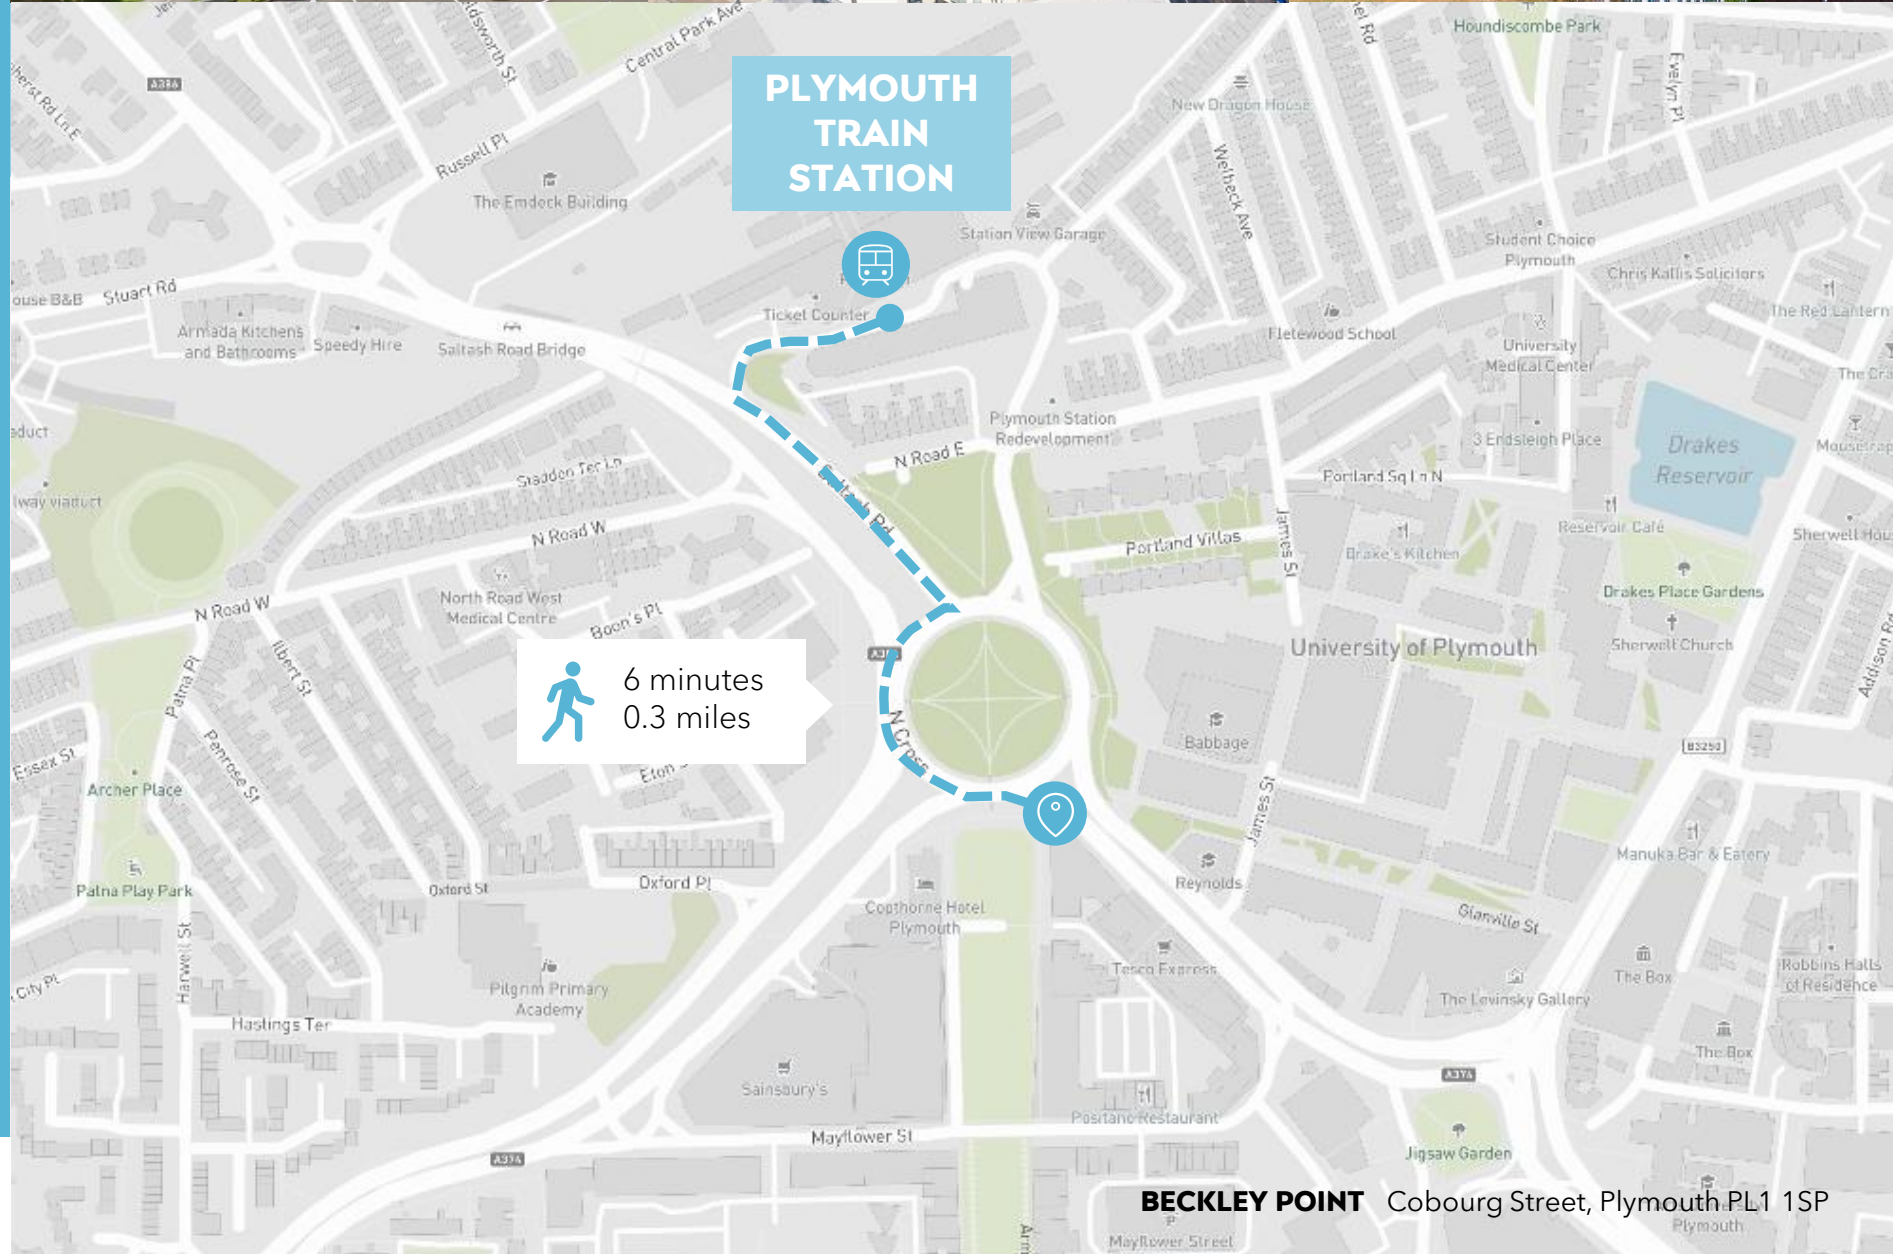 Central Park Ave
Houndiscombe Park
A386
Evelyn Pl
New Dragon House
PLYMOUTH
TRAIN
STATION
Russell Pl
The Emdeck Building
Welbeck Ave
Station View Garage
Student Choice
Plymouth
Chris Kallis Solicitors
Stuart Rd
Ticket Counter
The Red Lantern
Armada Kitchens
and Bathrooms
Speedy Hire
Saltash Road Bridge
Fletewood School
University
Medical Center
Plymouth Station
Redevelopment
3 Endsleigh Place
Drakes
Reservoir
N Road E
Staddon Ter Ln
Portland Sq Ln N
Saltash Rd
N Road W
Portland Villas
James St
Drake's Kitchen
Reservoir Café
N Road W
North Road West
Medical Centre
Boon's Pl
Drakes Place Gardens
University of Plymouth
Sherwell Church
Addison Rd
Ilbert St
Patna Pl
6 minutes
0.3 miles
N Cross
Babbage
B3250
Essex St
Penrose St
Archer Place
James St
Manuka Bar & Eatery
Patna Play Park
Oxford St
Oxford Pl
Reynolds
Copthorne Hotel
Plymouth
Glanville St
Harwell St
Tesco Express
The Box
Robbins Halls
of Residence
Pilgrim Primary
Academy
The Levinsky Gallery
Hastings Ter
The Box
Sainsbury's
A374
Positano Restaurant
Mayflower St
Jigsaw Garden
A374
BECKLEY POINT Cobourg Street, Plymouth PL1 1SP
Plymouth
Mayflower Street